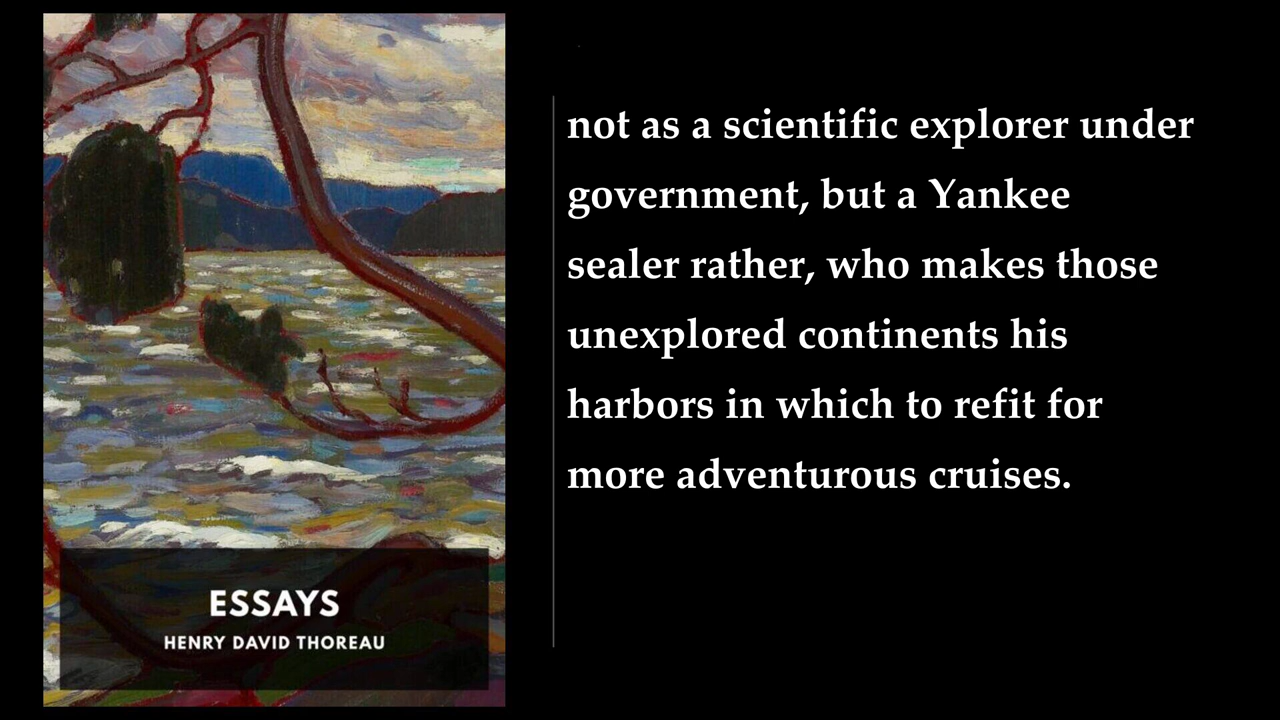 ESSAYS
HENRY DAVID THOREAU
not as a scientific explorer under
government, but a Yankee
sealer rather, who makes those
unexplored continents his
harbors in which to refit for
more adventurous cruises.